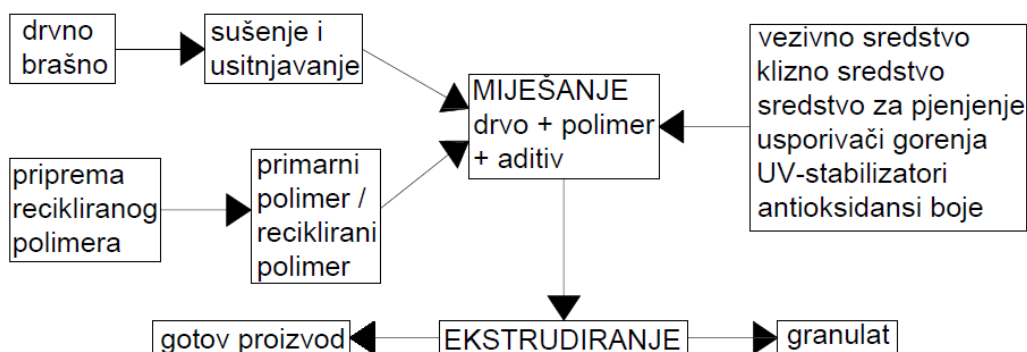 drvno
brašno
sušenje i
usitnjavanje
MIJEŠANJE
drvo + polimer
+ aditiv
vezivno sredstvo
klizno sredstvo
sredstvo za pjenjenje
usporivači gorenja
UV-stabilizatori
antioksidansi boje
priprema
recikliranog
polimera
primarni
polimer /
reciklirani
polimer
gotov proizvod
EKSTRUDIRANJE
granulat